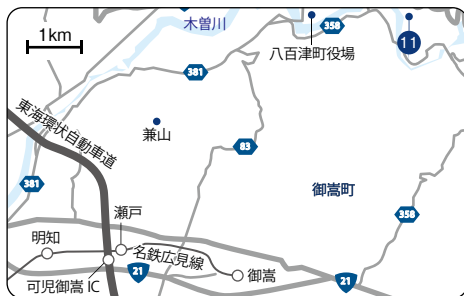 木曽川
358
11
1km
八百津町役場
381
東海環状自動車道
兼山
83
381
御嵩町
358
瀬戸
明知
名鉄広見線
御嵩
可児御嵩 IC
21
21